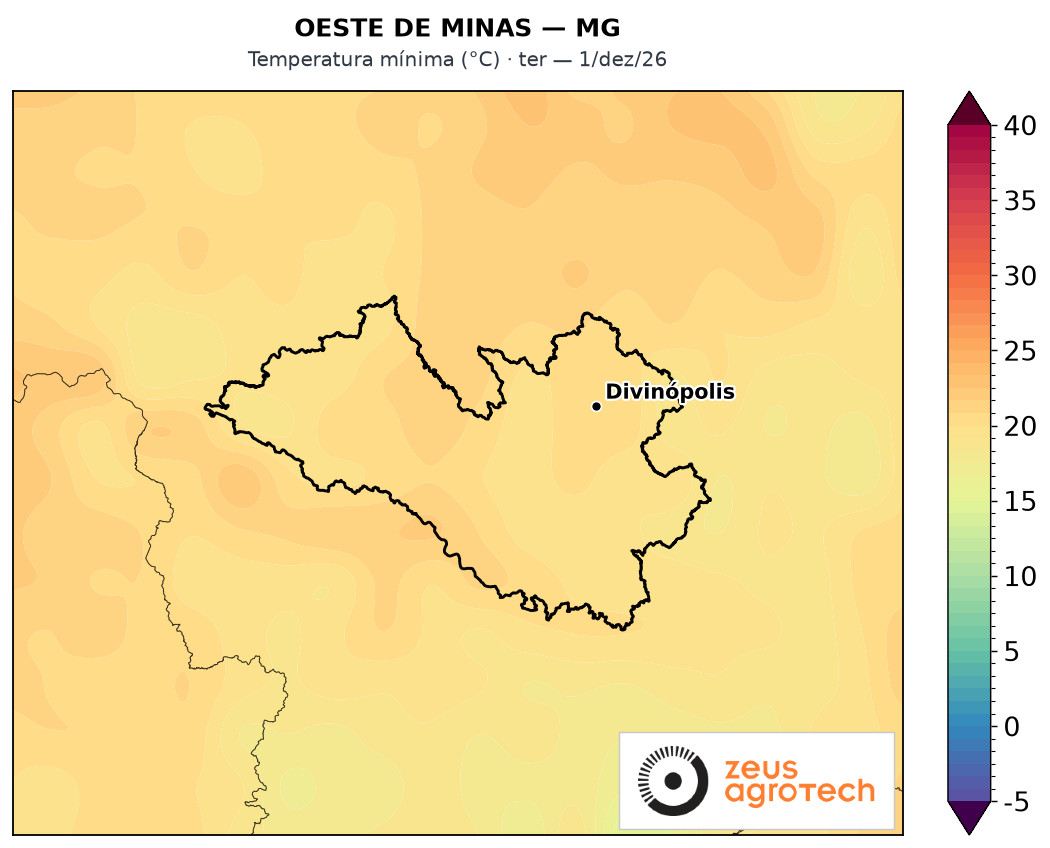 OESTE DE MINAS — MG
Temperatura mínima (°C) · ter — 1/dez/26
40
35
30
25
20
15
10
5
0
-5
Divinópolis
zeus
agrotech